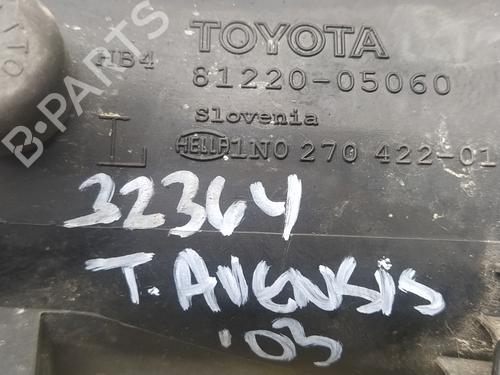 TOYOTA
HB4
81220-05060
Slovenia
L
HELLA 1N0 270 422-01
32364
T. AVENSIS
'03
B-PARTS